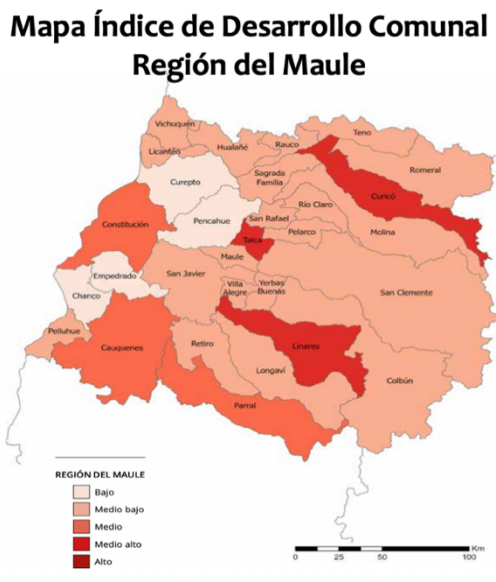 Mapa Índice de Desarrollo Comunal
Región del Maule
Vichuquén
Teno
Licantén
Hualañé
Rauco
Romeral
Sagrada
Familia
Curepto
Curicó
Río Claro
Pencahue
San Rafael
Constitución
Pelarco
Molina
Talca
Maule
San Javier
Empedrado
Villa
Alegre
Yerbas
Buenas
San Clemente
Chanco
Pelluhue
Cauquenes
Retiro
Linares
Longaví
Colbún
Parral
REGIÓN DEL MAULE
Bajo
Medio bajo
Medio
Medio alto
Alto
Km
0 25 50 100